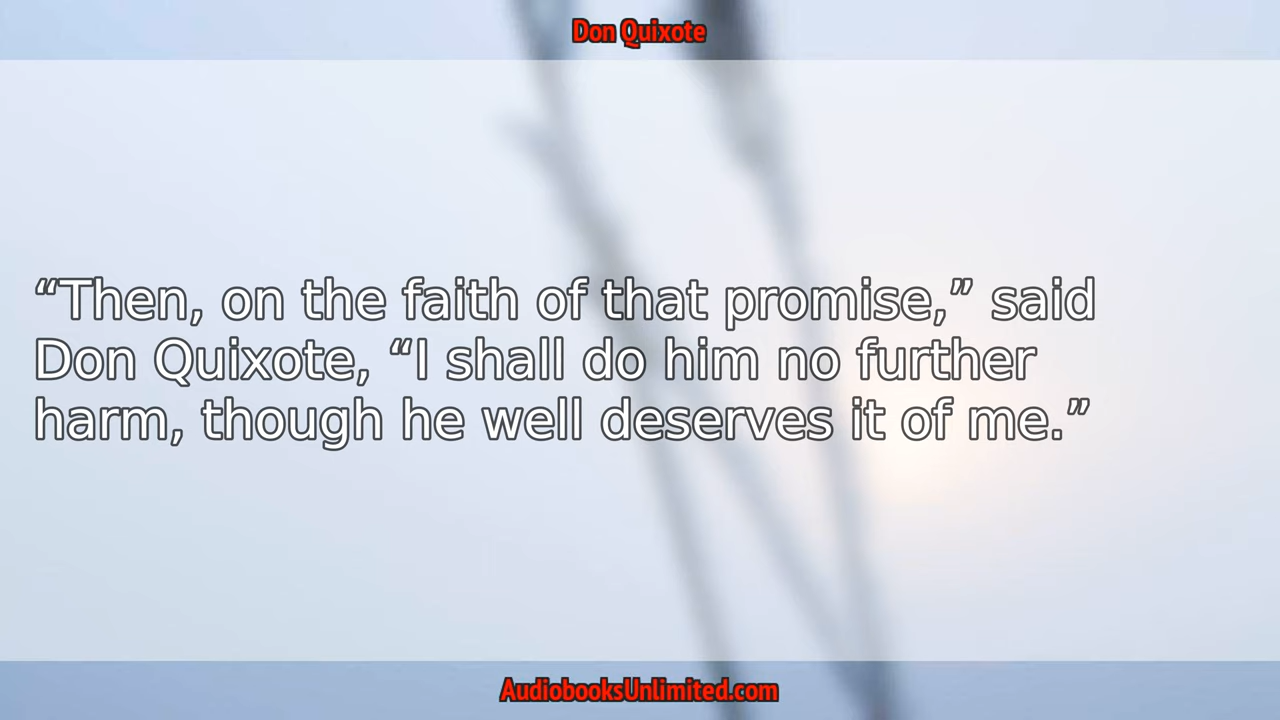 Don Quixote
“Then, on the faith of that promise,” said
Don Quixote, “I shall do him no further
harm, though he well deserves it of me.”
AudiobooksUnlimited.com